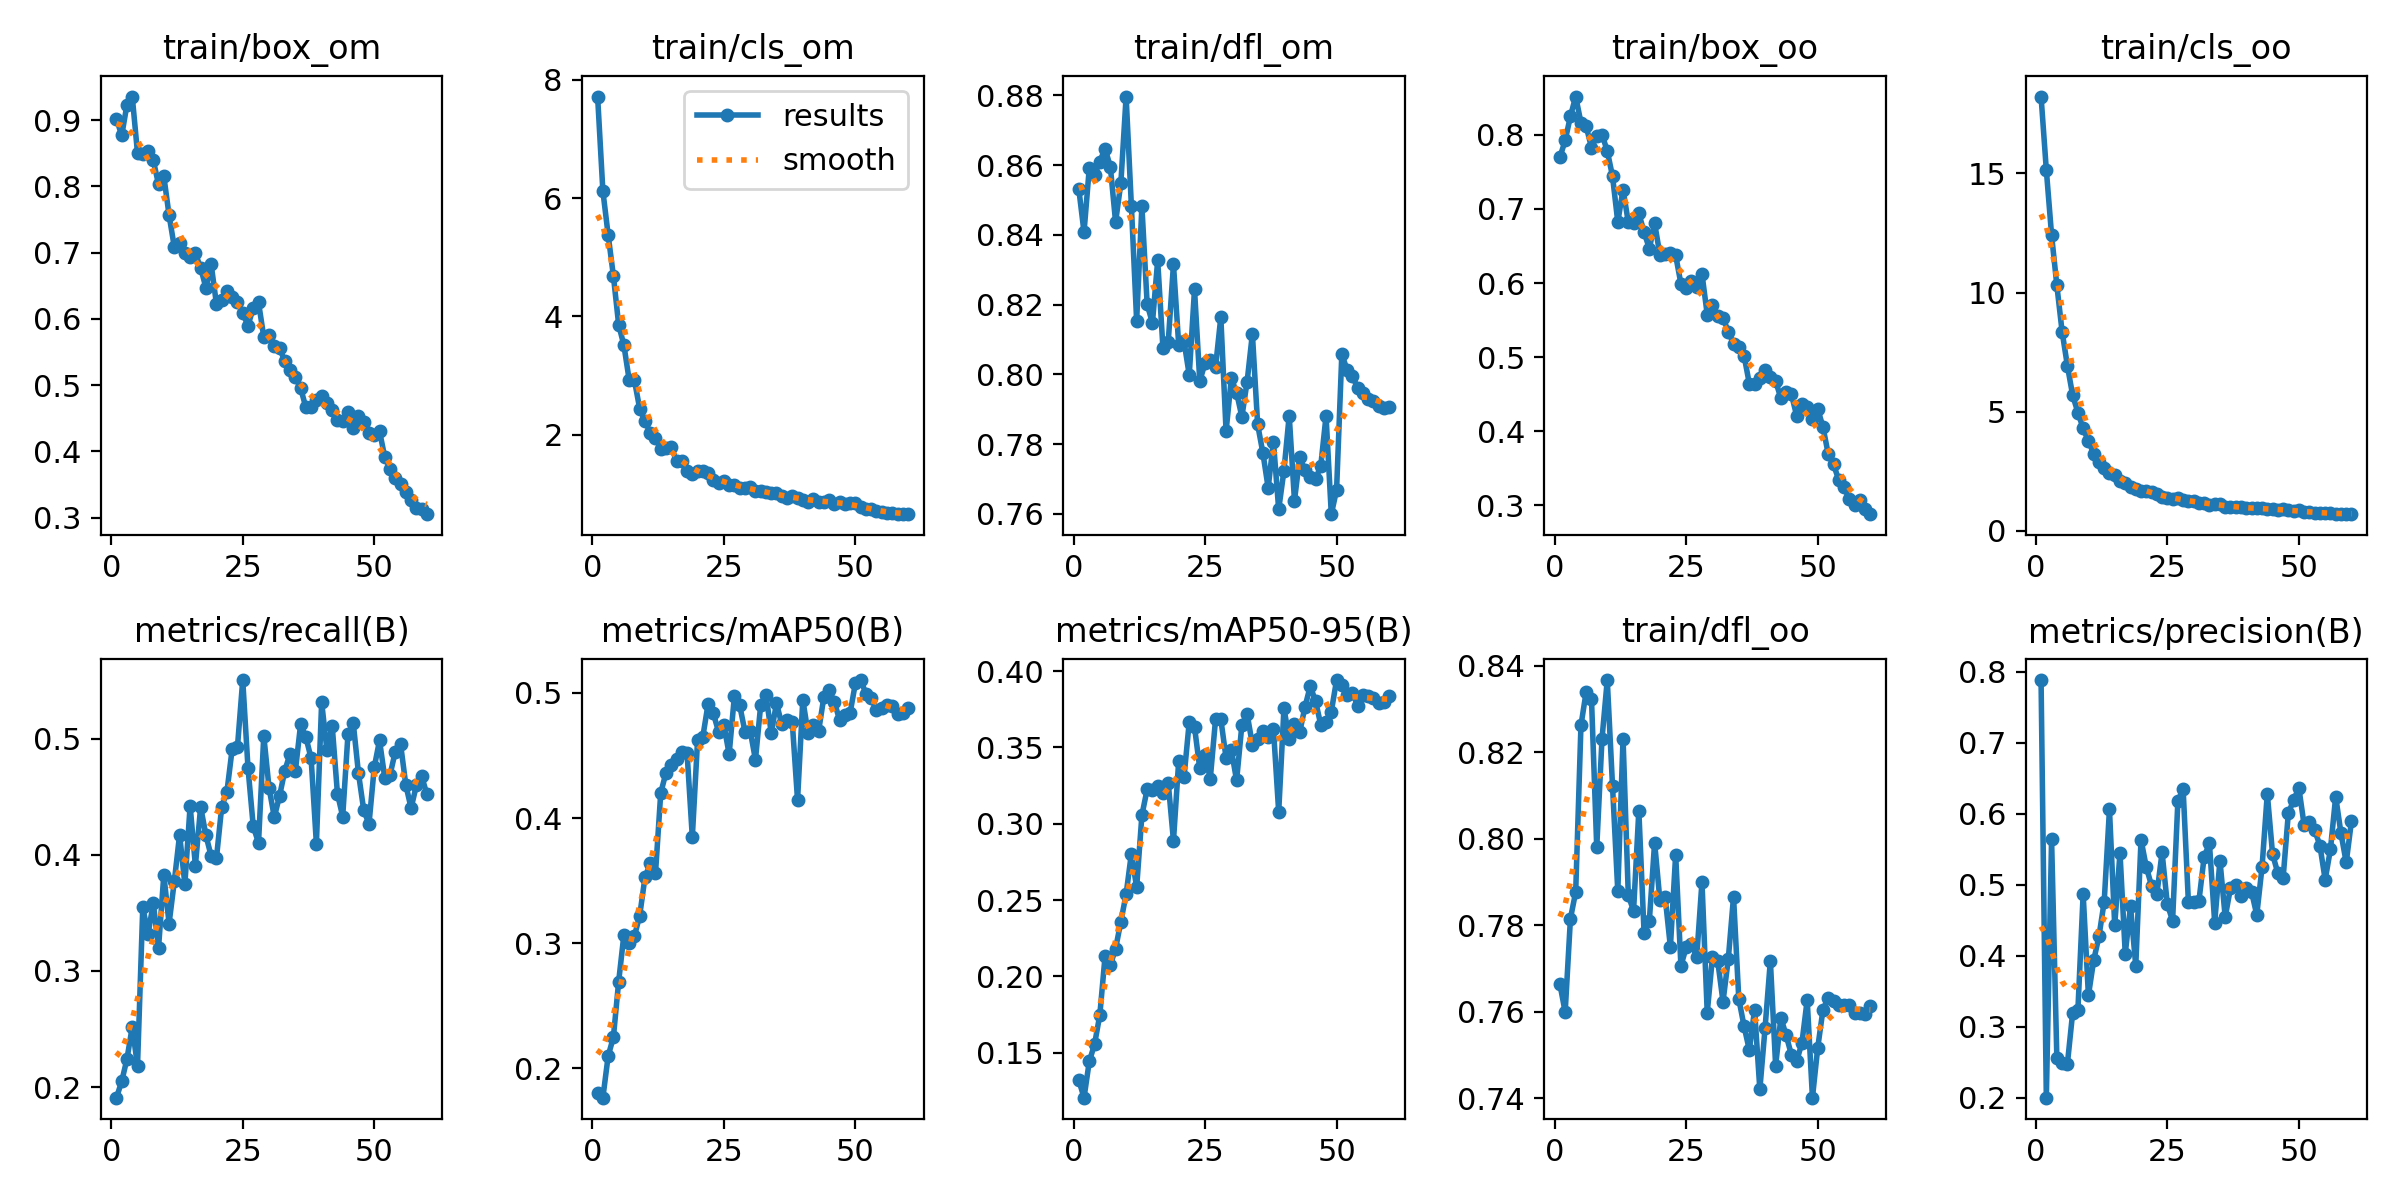 train/box_om
train/cls_om
train/dfl_om
train/box_oo
train/cls_oo
0.9
0.8
0.7
0.6
0.5
0.4
0.3
0 25 50
8
6
4
2
0 25 50
results
smooth
0.88
0.86
0.84
0.82
0.80
0.78
0.76
0 25 50
0.8
0.7
0.6
0.5
0.4
0.3
0 25 50
15
10
5
0
0 25 50
metrics/recall(B)
metrics/mAP50(B)
metrics/mAP50-95(B)
train/dfl_oo
metrics/precision(B)
0.5
0.4
0.3
0.2
0 25 50
0.5
0.4
0.3
0.2
0 25 50
0.40
0.35
0.30
0.25
0.20
0.15
0 25 50
0.84
0.82
0.80
0.78
0.76
0.74
0 25 50
0.8
0.7
0.6
0.5
0.4
0.3
0.2
0 25 50